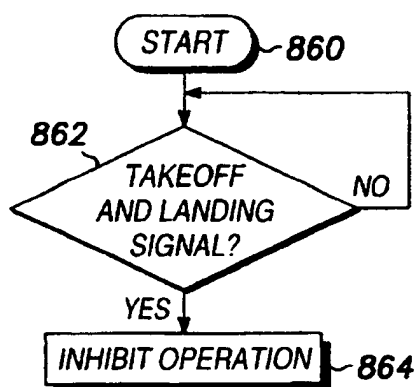 START
860
862
TAKEOFF
AND LANDING
SIGNAL?
NO
YES
INHIBIT OPERATION
864